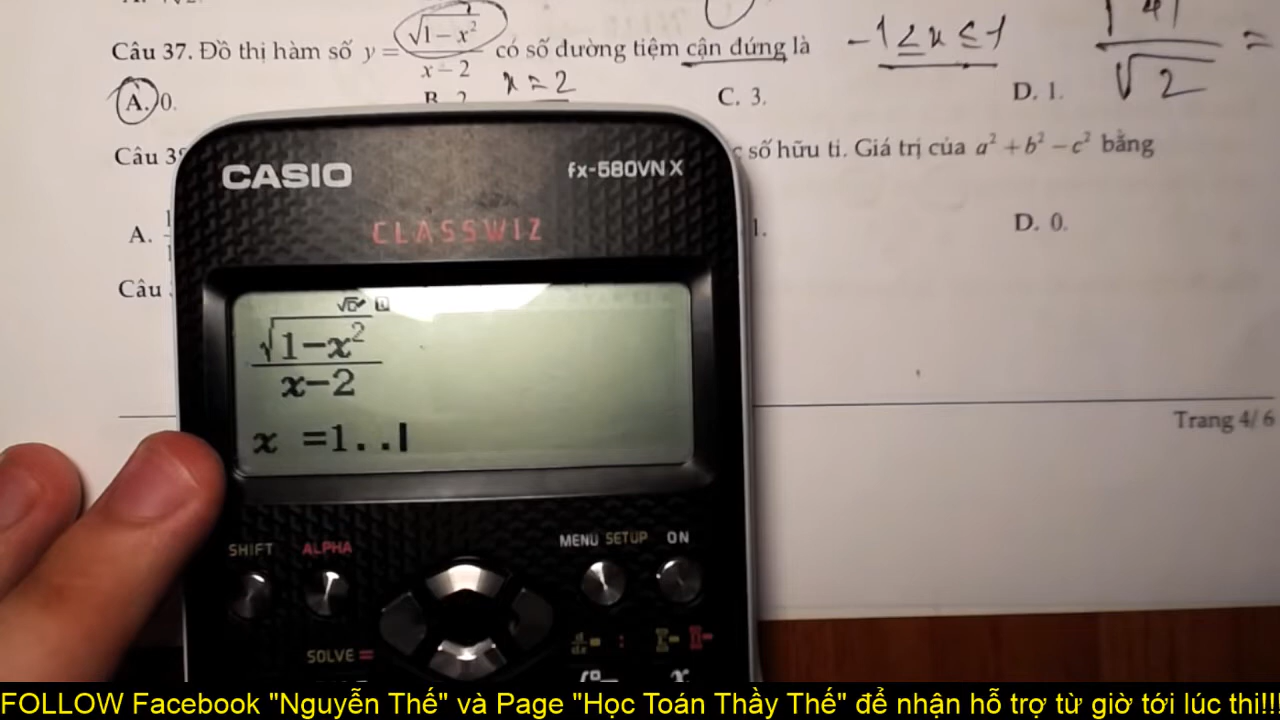 Câu 37. Đồ thị hàm số y = √(1 − x²) / (x − 2) có số đường tiệm cận đứng là
−1 ≤ x ≤ 1
|4| / √2 =
x = 2
A. 0.
B. 2
C. 3.
D. 1.
Câu 38
số hữu tỉ. Giá trị của a² + b² − c² bằng
A.
1.
D. 0.
Câu
Trang 4/6
CASIO
fx-580VN X
CLASSWIZ
√(1−x²) / (x−2)
x =1..
MENU SETUP ON
SHIFT ALPHA
SOLVE =
FOLLOW Facebook "Nguyễn Thế" và Page "Học Toán Thầy Thế" để nhận hỗ trợ từ giờ tới lúc thi!!!